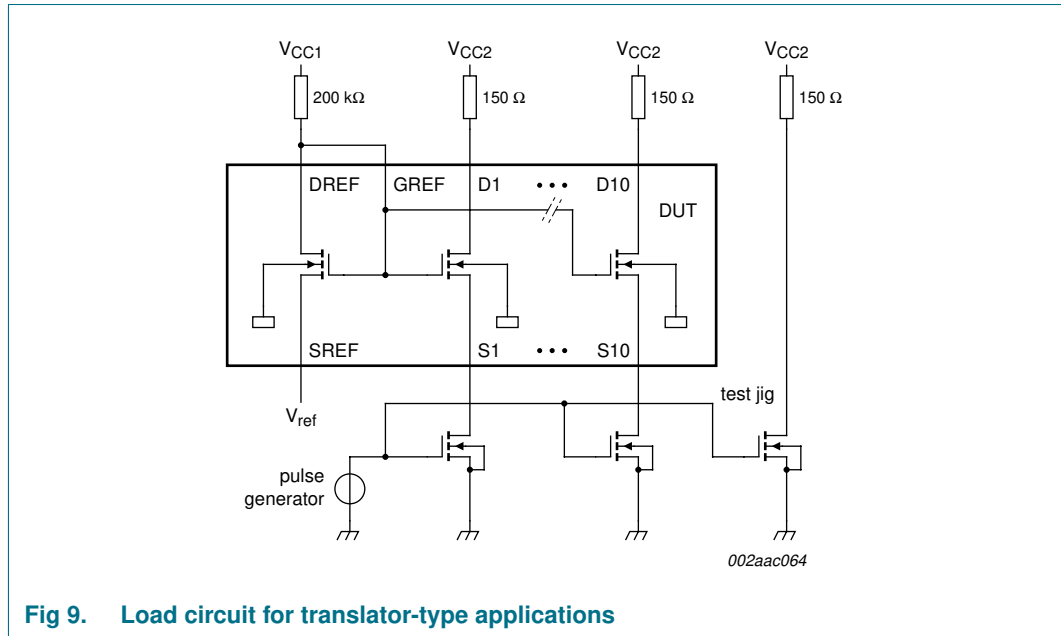 VCC1 VCC2 VCC2 VCC2
200 kΩ 150 Ω 150 Ω 150 Ω
DREF GREF D1 ••• D10
DUT
SREF S1 ••• S10
test jig
Vref
pulse
generator
002aac064
Fig 9. Load circuit for translator-type applications